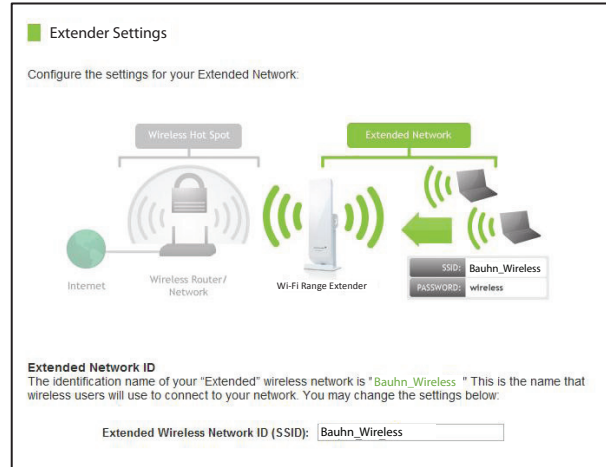 Extender Settings
Configure the settings for your Extended Network:
Wireless Hot Spot
Extended Network
Internet
Wireless Router/
Network
Wi-Fi Range Extender
SSID: Bauhn_Wireless
PASSWORD: wireless
Extended Network ID
The identification name of your "Extended" wireless network is "Bauhn_Wireless " This is the name that
wireless users will use to connect to your network. You may change the settings below:
Extended Wireless Network ID (SSID): Bauhn_Wireless